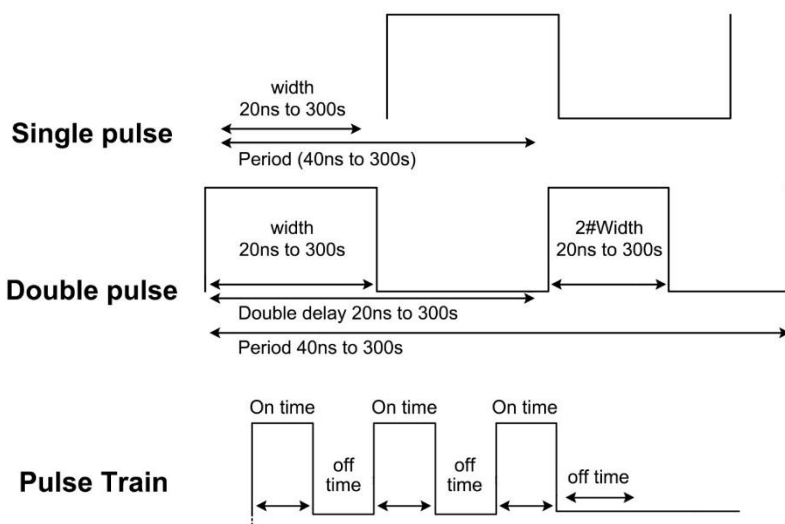 width
20ns to 300s
Single pulse
Period (40ns to 300s)
width
20ns to 300s
2#Width
20ns to 300s
Double pulse
Double delay 20ns to 300s
Period 40ns to 300s
On time
On time
On time
Pulse Train
off
time
off
time
off time